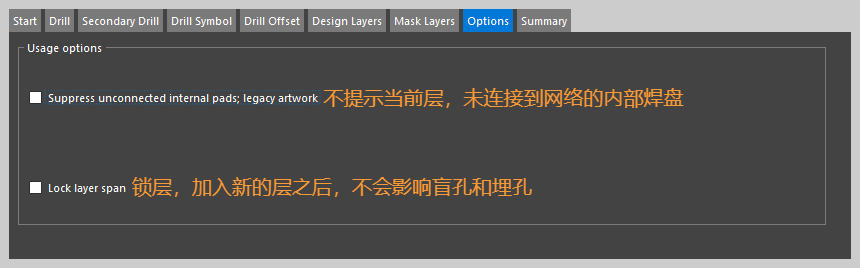 Start Drill Secondary Drill Drill Symbol Drill Offset Design Layers Mask Layers Options Summary
Usage options
Suppress unconnected internal pads; legacy artwork 不提示当前层，未连接到网络的内部焊盘
Lock layer span 锁层，加入新的层之后，不会影响盲孔和埋孔